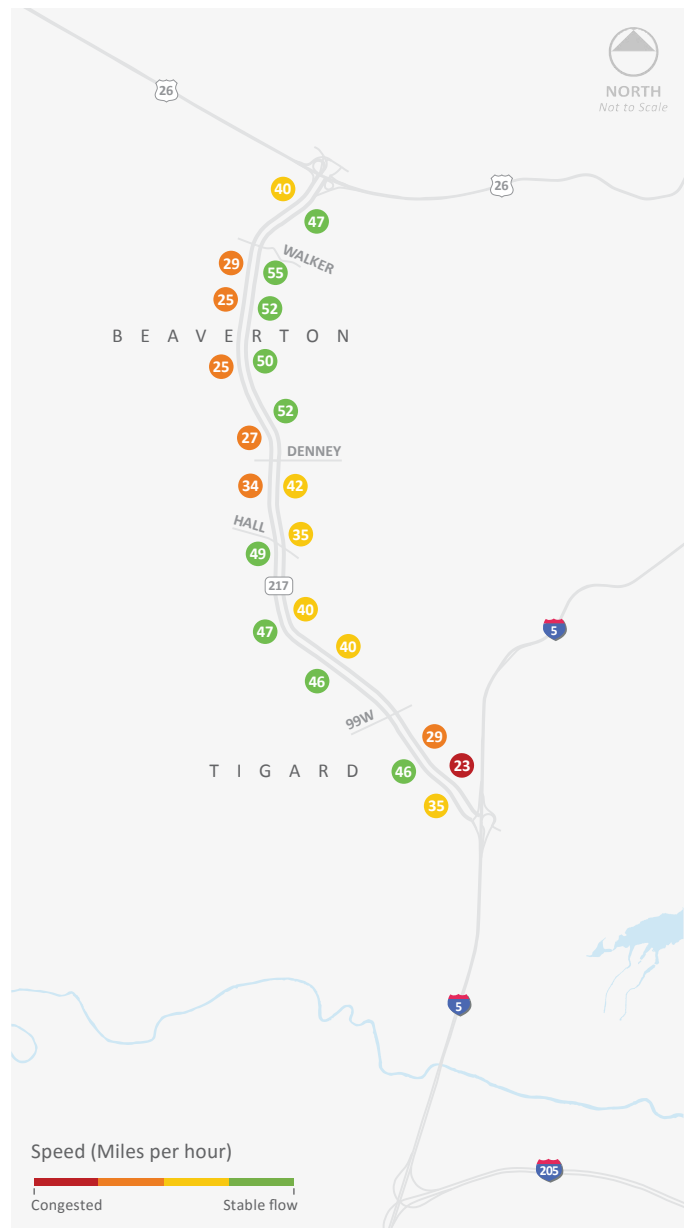 26
NORTH
Not to Scale
40
26
47
WALKER
29
55
25
52
BEAVERTON
50
25
52
27
DENNEY
34
42
HALL
35
49
217
40
47
5
40
46
99W
29
23
TIGARD
46
35
5
Speed (Miles per hour)
205
Congested
Stable flow